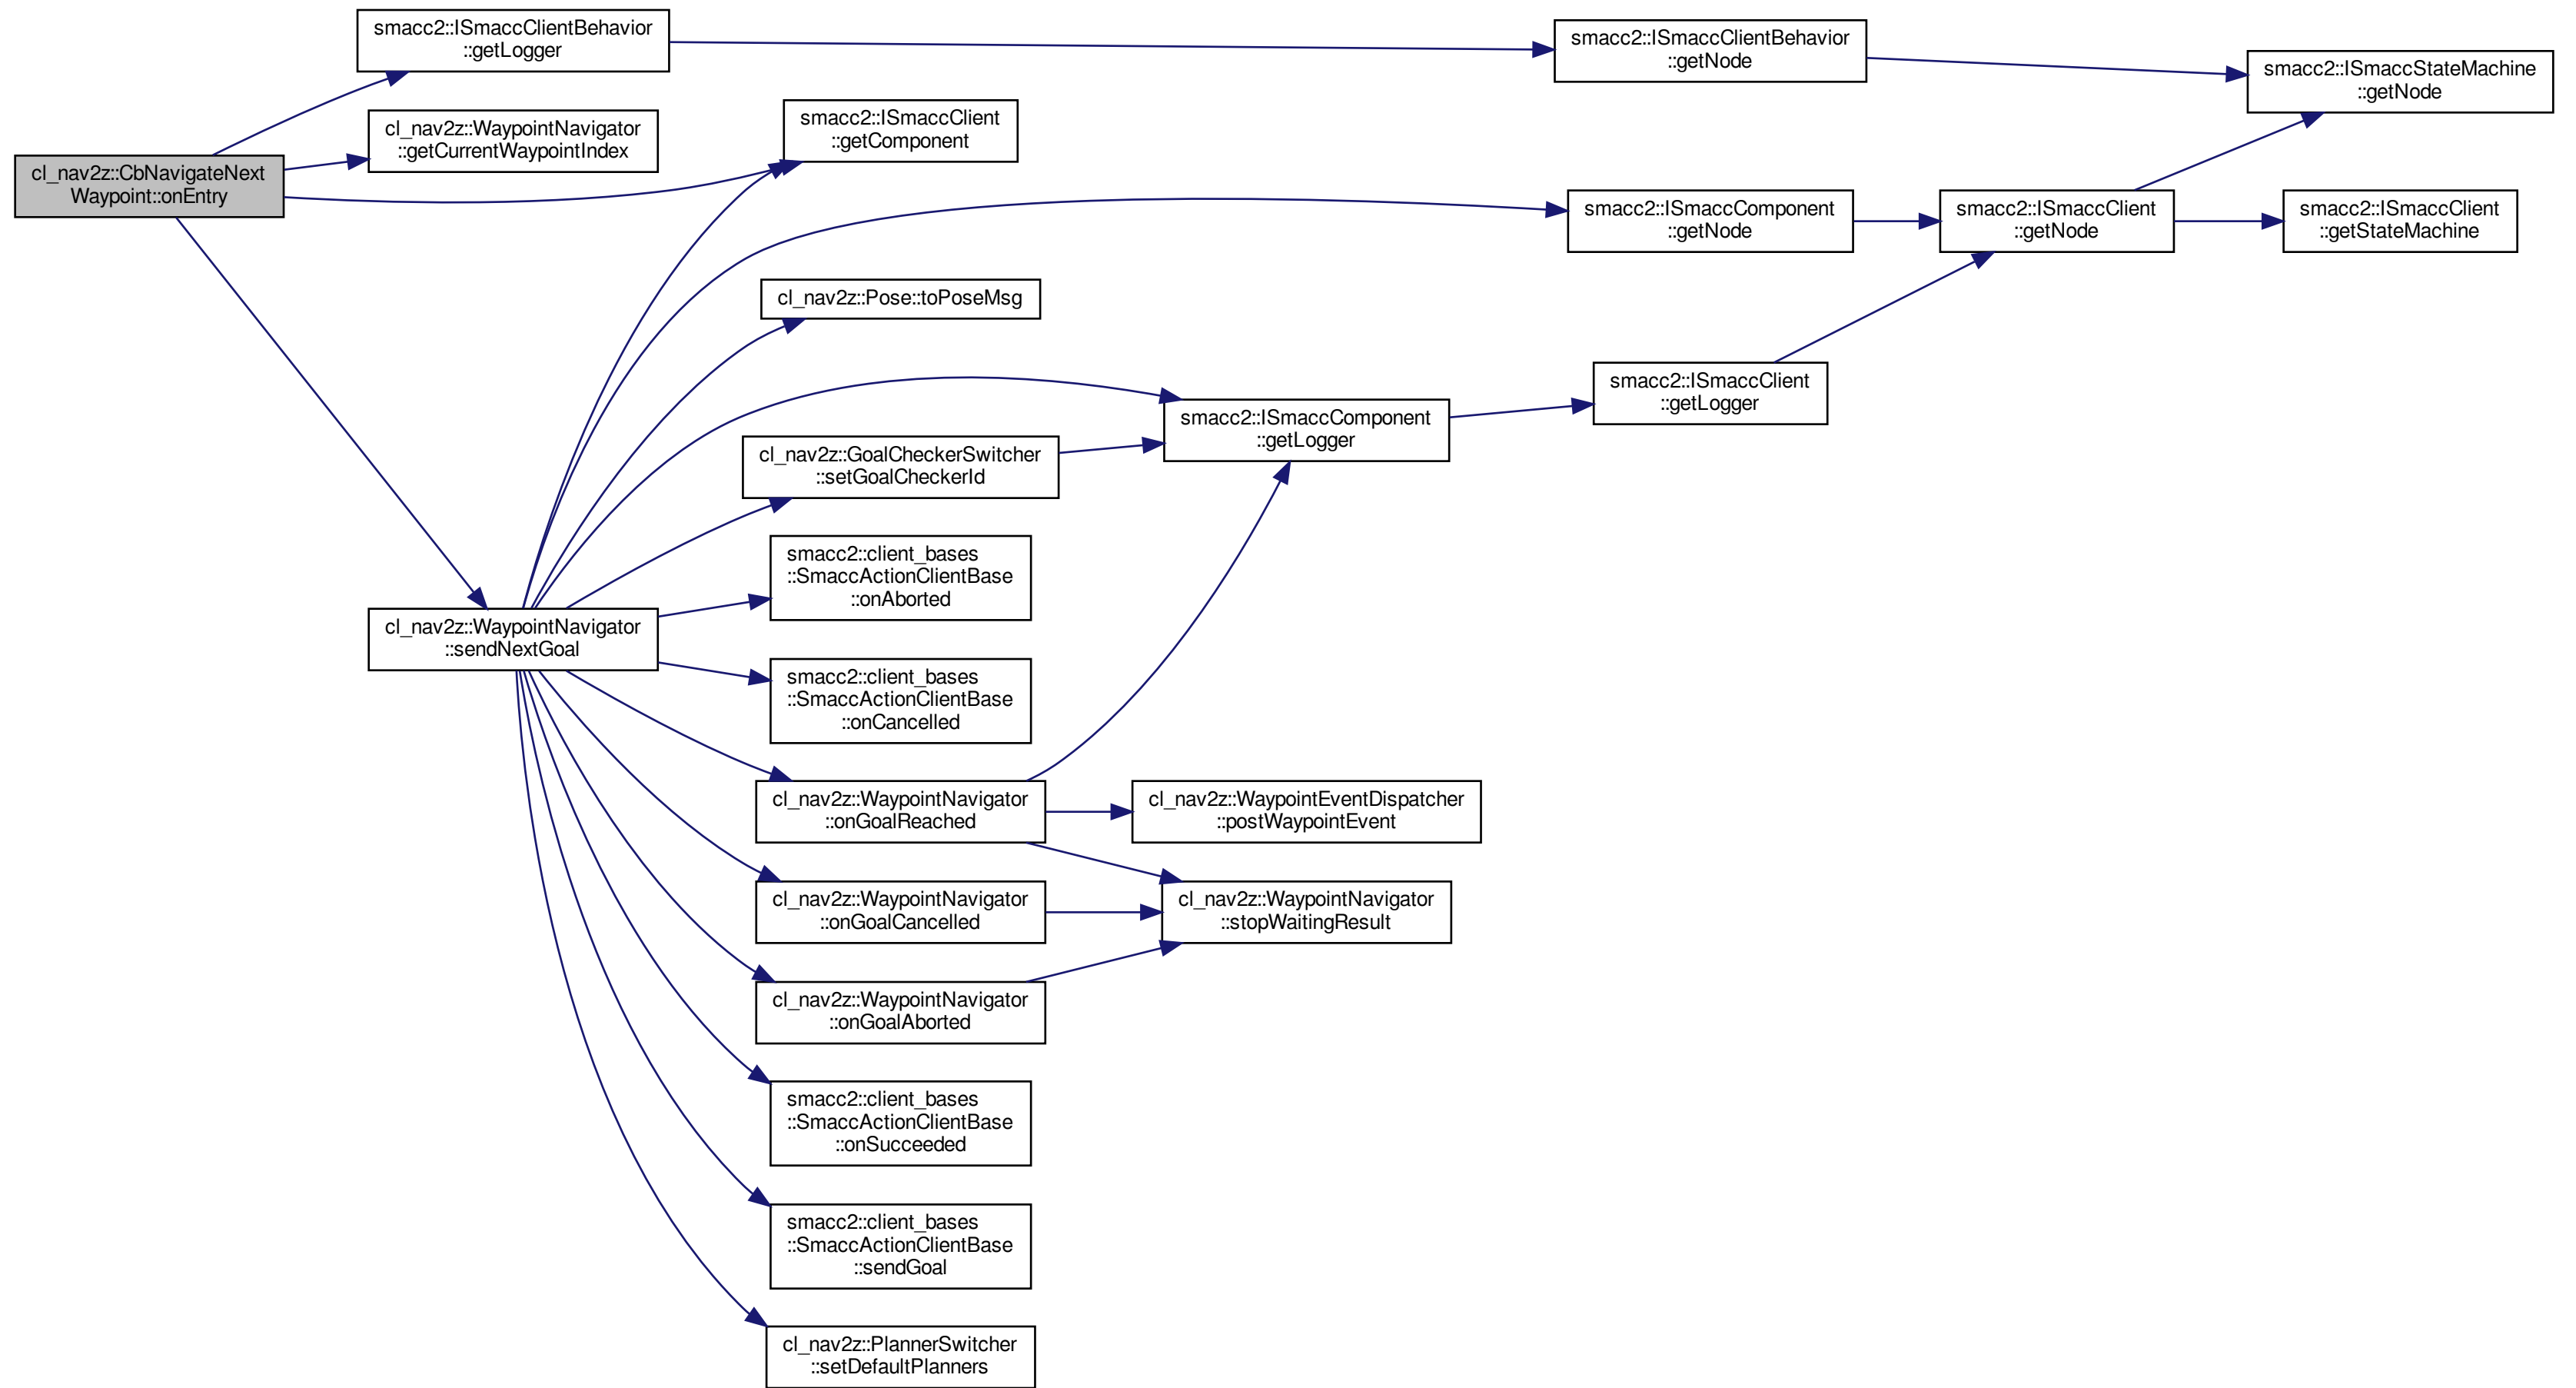 cl_nav2z::CbNavigateNext
Waypoint::onEntry
smacc2::ISmaccClientBehavior
::getLogger
cl_nav2z::WaypointNavigator
::getCurrentWaypointIndex
cl_nav2z::WaypointNavigator
::sendNextGoal
smacc2::ISmaccClient
::getComponent
cl_nav2z::Pose::toPoseMsg
cl_nav2z::GoalCheckerSwitcher
::setGoalCheckerId
smacc2::client_bases
::SmaccActionClientBase
::onAborted
smacc2::client_bases
::SmaccActionClientBase
::onCancelled
cl_nav2z::WaypointNavigator
::onGoalReached
cl_nav2z::WaypointNavigator
::onGoalCancelled
cl_nav2z::WaypointNavigator
::onGoalAborted
smacc2::client_bases
::SmaccActionClientBase
::onSucceeded
smacc2::client_bases
::SmaccActionClientBase
::sendGoal
cl_nav2z::PlannerSwitcher
::setDefaultPlanners
smacc2::ISmaccComponent
::getLogger
cl_nav2z::WaypointEventDispatcher
::postWaypointEvent
cl_nav2z::WaypointNavigator
::stopWaitingResult
smacc2::ISmaccClientBehavior
::getNode
smacc2::ISmaccComponent
::getNode
smacc2::ISmaccClient
::getLogger
smacc2::ISmaccClient
::getNode
smacc2::ISmaccStateMachine
::getNode
smacc2::ISmaccClient
::getStateMachine